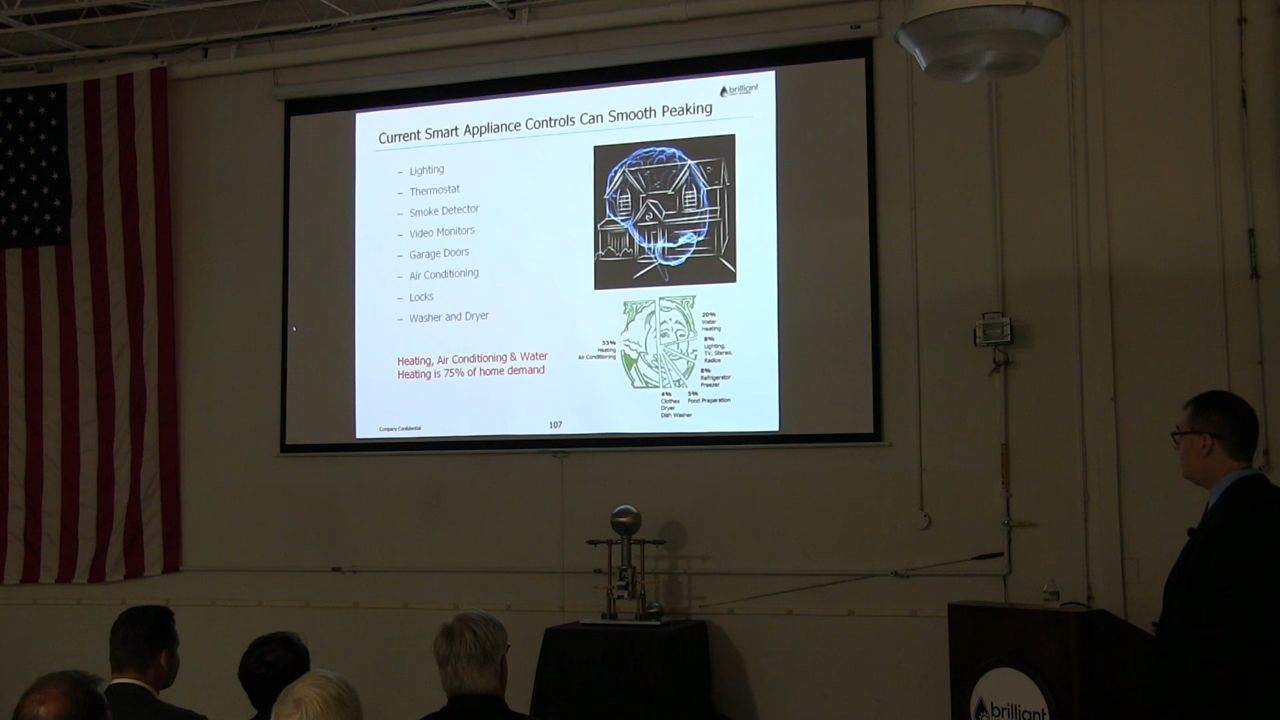 brilliant
Current Smart Appliance Controls Can Smooth Peaking
– Lighting
– Thermostat
– Smoke Detector
– Video Monitors
– Garage Doors
– Air Conditioning
– Locks
– Washer and Dryer
Heating, Air Conditioning & Water
Heating is 75% of home demand
Heating
Air Conditioning
20%
Water
Heating
8%
Lighting,
TV, Stereo,
Radios
8%
Refrigerator
Freezer
5%
Food Preparation
4%
Clothes
Dryer
Dish Washer
Company Confidential
107
brilliant